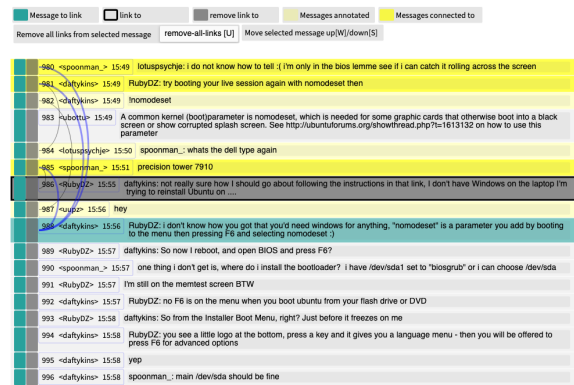 Message to link
link to
remove link to
Messages annotated
Messages connected to
Remove all links from selected message
remove-all-links [U]
Move selected message up[W]/down[S]
980 <spoonman_> 15:49 lotuspsychje: i do not know how to tell :( i'm only in the bios lemme see if i can catch it rolling across the screen
981 <daftykins> 15:49 RubyDZ: try booting your live session again with nomodeset then
982 <daftykins> 15:49 !nomodeset
983 <ubottu> 15:49 A common kernel (boot)parameter is nomodeset, which is needed for some graphic cards that otherwise boot into a black
screen or show corrupted splash screen. See http://ubuntuforums.org/showthread.php?t=1613132 on how to use this
parameter
984 <lotuspsychje> 15:50 spoonman_: whats the dell type again
985 <spoonman_> 15:51 precision tower 7910
986 <RubyDZ> 15:55 daftykins: not really sure how I should go about following the instructions in that link, I don't have Windows on the laptop I'm
trying to reinstall Ubuntu on ....
987 <uupz> 15:56 hey
988 <daftykins> 15:56 RubyDZ: i don't know how you got that you'd need windows for anything, "nomodeset" is a parameter you add by booting
to the menu then pressing F6 and selecting nomodeset :)
989 <RubyDZ> 15:57 daftykins: So now I reboot, and open BIOS and press F6?
990 <spoonman_> 15:57 one thing i don't get is, where do i install the bootloader? i have /dev/sda1 set to "biosgrub" or i can choose /dev/sda
991 <RubyDZ> 15:57 I'm still on the memtest screen BTW
992 <daftykins> 15:57 RubyDZ: no F6 is on the menu when you boot ubuntu from your flash drive or DVD
993 <RubyDZ> 15:58 daftykins: So from the Installer Boot Menu, right? Just before it freezes on me
994 <daftykins> 15:58 RubyDZ: you see a little logo at the bottom, press a key and it gives you a language menu - then you will be offered to
press F6 for advanced options
995 <daftykins> 15:58 yep
996 <daftykins> 15:58 spoonman_: main /dev/sda should be fine